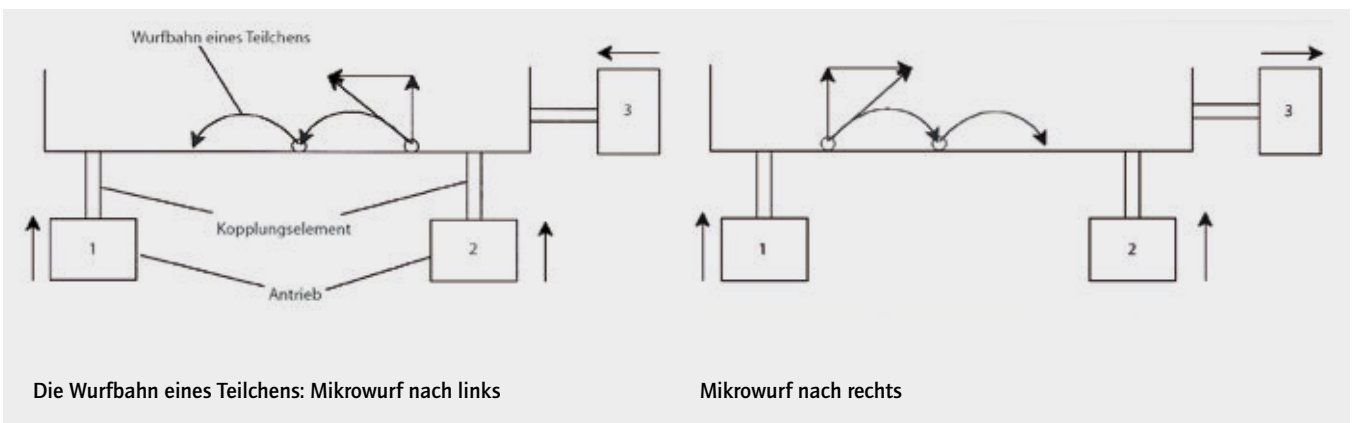 Wurfbahn eines Teilchens
3
1
Kopplungselement
2
Antrieb
Die Wurfbahn eines Teilchens: Mikrowurf nach links
3
1
2
Mikrowurf nach rechts